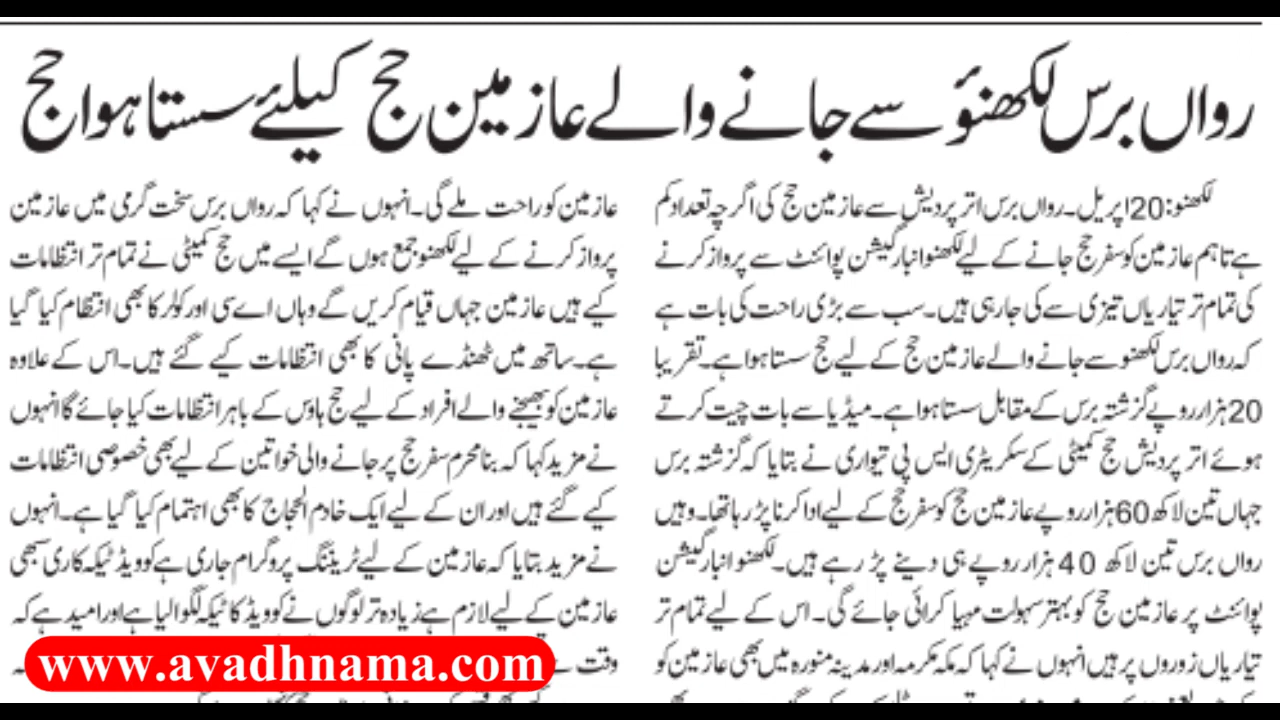 رواں برس لکھنؤ سے جانے والے عازمین حج کیلئے سستا ہوا حج
لکھنو:20اپریل۔رواں برس اتر پردیش سے عازمین حج کی اگرچہ تعداد کم
ہے تاہم عازمین کو سفر حج جانے کے لیے لکھنو انبارگیشن پوائنٹ سے پرواز کرنے
کی تمام تر تیاریاں تیزی سے کی جا رہی ہیں۔سب سے بڑی راحت کی بات ہے
کہ رواں برس لکھنو سے جانے والے عازمین حج کے لیے حج سستا ہوا ہے۔تقریبا
20 ہزار روپے گزشتہ برس کے مقابل سستا ہوا ہے۔میڈیا سے بات چیت کرتے
ہوئے اتر پردیش حج کمیٹی کے سکریٹری ایس پی تیواری نے بتایا کہ گزشتہ برس
جہاں تین لاکھ 60 ہزار روپے عازمین حج کو سفر حج کے لیے ادا کرنا پڑ رہا تھا۔وہیں
رواں برس تین لاکھ 40 ہزار روپے ہی دینے پڑ رہے ہیں۔لکھنو انبارگیشن
پوائنٹ پر عازمین حج کو بہتر سہولت مہیا کرائی جائے گی۔اس کے لیے تمام تر
تیاریاں زوروں پر ہیں انہوں نے کہا کہ مکہ مکرمہ اور مدینہ منورہ میں بھی عازمین کو
عازمین کو راحت ملے گی۔انہوں نے کہا کہ رواں برس سخت گرمی میں عازمین
پرواز کرنے کے لیے لکھنو جمع ہوں گے ایسے میں حج کمیٹی نے تمام تر انتظامات
کیے ہیں عازمین جہاں قیام کریں گے وہاں اے سی اور کولر کا بھی انتظام کیا گیا
ہے۔ساتھ میں ٹھنڈے پانی کا بھی انتظامات کیے گئے ہیں۔اس کے علاوہ
عازمین کو بھیجنے والے افراد کے لیے حج ہاؤس کے باہر انتظامات کیا جائے گا انہوں
نے مزید کہا کہ بنا محرم سفر حج پر جانے والی خواتین کے لیے بھی خصوصی انتظامات
کیے گئے ہیں اور ان کے لیے ایک خادم الحجاج کا بھی اہتمام کیا گیا ہے۔انہوں
نے مزید بتایا کہ عازمین کے لیے ٹریننگ پروگرام جاری ہے کوویڈ ٹیکہ کاری سبھی
عازمین کے لیے لازم ہے زیادہ تر لوگوں نے کوویڈ کا ٹیکہ لگوالیا ہے اور امید ہے کہ
وقت
www.avadhnama.com